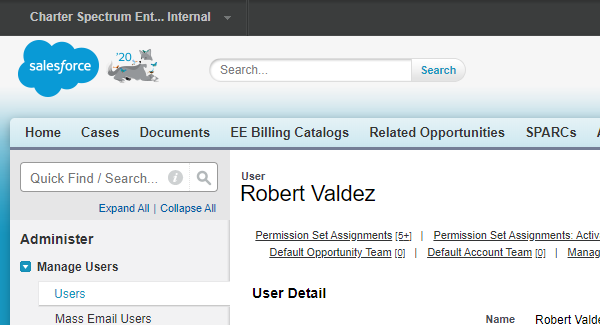 Charter Spectrum Ent... Internal
salesforce
'20
Search...
Search
Home Cases Documents EE Billing Catalogs Related Opportunities SPARCs
Quick Find / Search...
Expand All | Collapse All
Administer
Manage Users
Users
Mass Email Users
User
Robert Valdez
Permission Set Assignments [5+] | Permission Set Assignments: Activ
Default Opportunity Team [0] | Default Account Team [0] | Manag
User Detail
Name Robert Valde